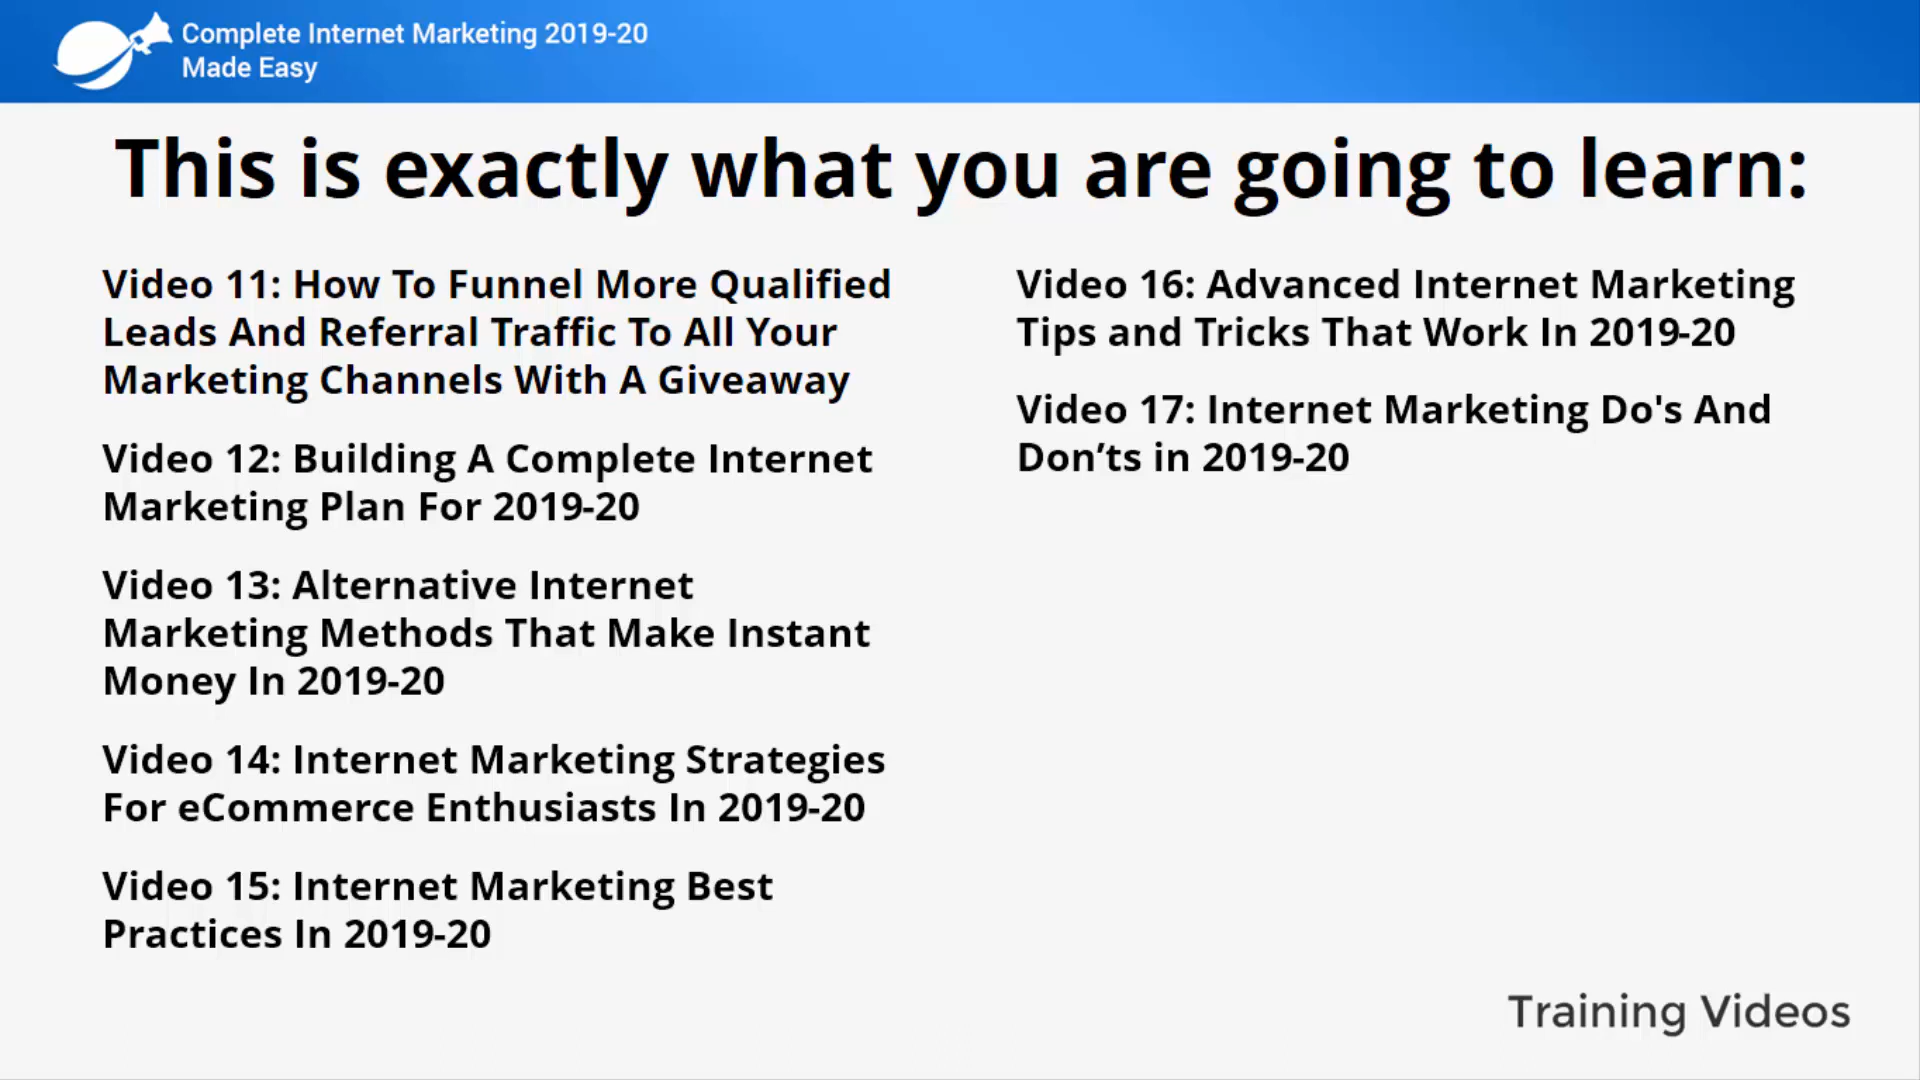 Complete Internet Marketing 2019-20
Made Easy
This is exactly what you are going to learn:
Video 11: How To Funnel More Qualified
Leads And Referral Traffic To All Your
Marketing Channels With A Giveaway
Video 12: Building A Complete Internet
Marketing Plan For 2019-20
Video 13: Alternative Internet
Marketing Methods That Make Instant
Money In 2019-20
Video 14: Internet Marketing Strategies
For eCommerce Enthusiasts In 2019-20
Video 15: Internet Marketing Best
Practices In 2019-20
Video 16: Advanced Internet Marketing
Tips and Tricks That Work In 2019-20
Video 17: Internet Marketing Do's And
Don’ts in 2019-20
Training Videos